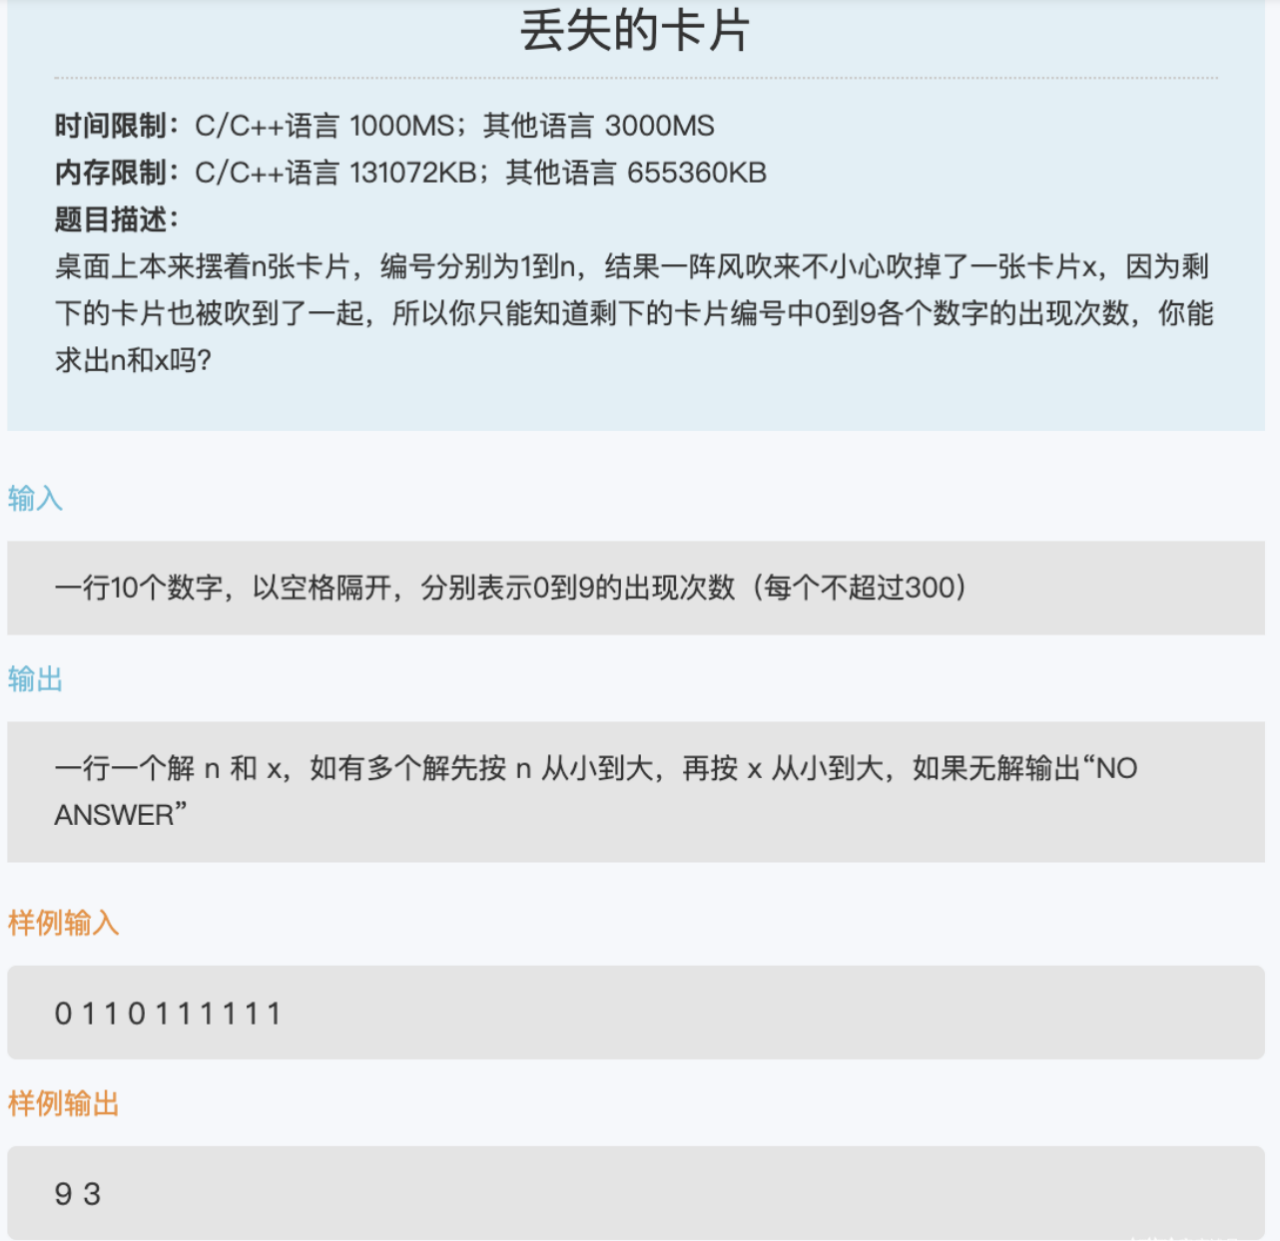 丢失的卡片
时间限制：C/C++语言 1000MS；其他语言 3000MS
内存限制：C/C++语言 131072KB；其他语言 655360KB
题目描述：
桌面上本来摆着n张卡片，编号分别为1到n，结果一阵风吹来不小心吹掉了一张卡片x，因为剩
下的卡片也被吹到了一起，所以你只能知道剩下的卡片编号中0到9各个数字的出现次数，你能
求出n和x吗?
输入
一行10个数字，以空格隔开，分别表示0到9的出现次数（每个不超过300）
输出
一行一个解 n 和 x，如有多个解先按 n 从小到大，再按 x 从小到大，如果无解输出“NO
ANSWER”
样例输入
0 1 1 0 1 1 1 1 1 1
样例输出
9 3